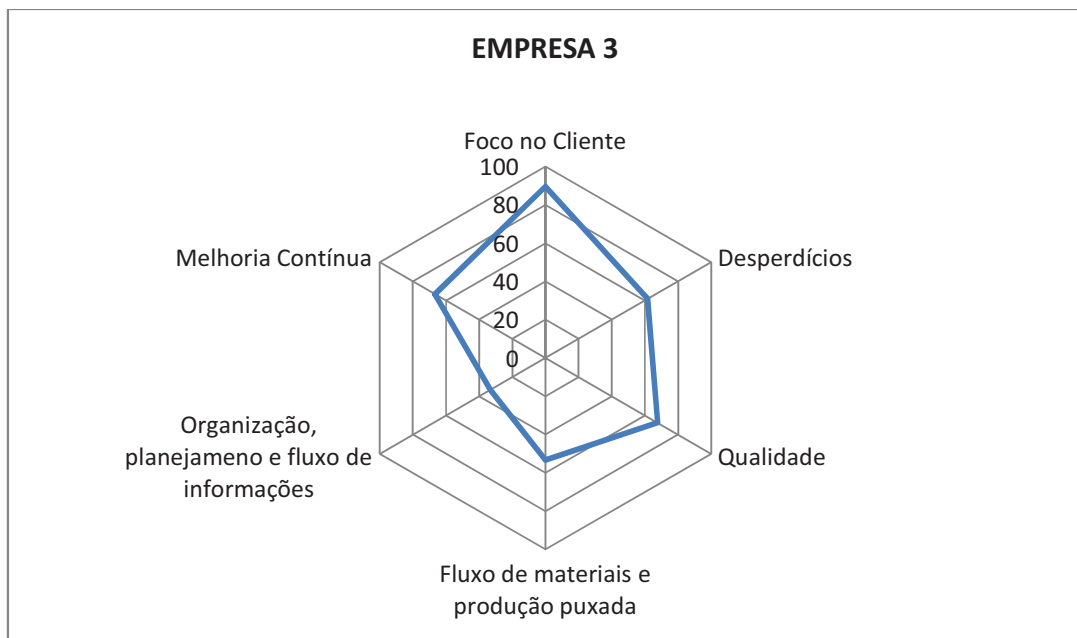 EMPRESA 3
Foco no Cliente
100
80
60
40
20
0
Desperdícios
Qualidade
Fluxo de materiais e
produção puxada
Organização,
planejameno e fluxo de
informações
Melhoria Contínua